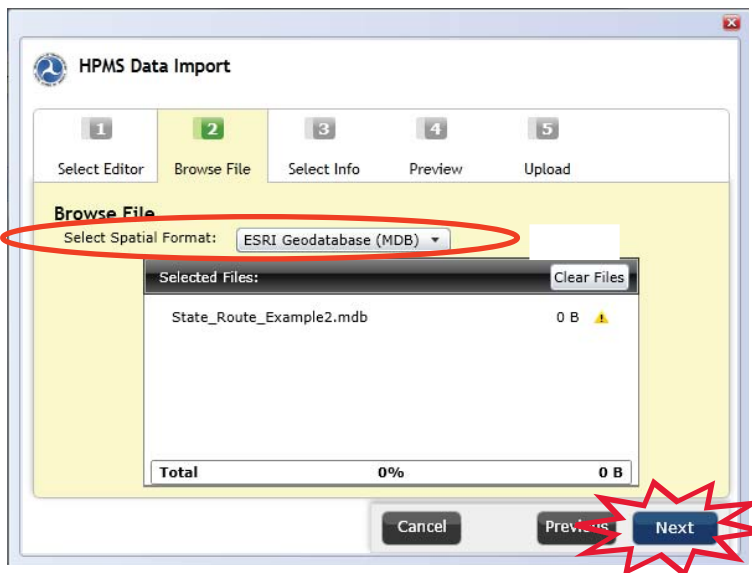 HPMS Data Import
1 2 3 4 5
Select Editor Browse File Select Info Preview Upload
Browse File
Select Spatial Format: ESRI Geodatabase (MDB)
Selected Files: Clear Files
State_Route_Example2.mdb 0 B
Total 0% 0 B
Cancel Previous Next